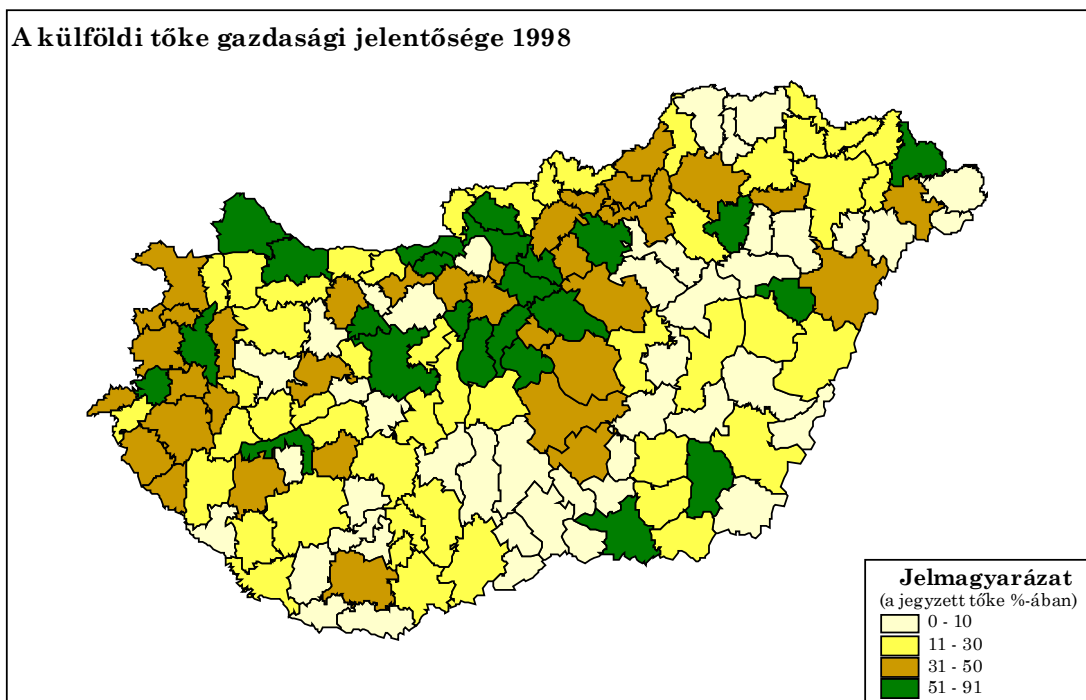 A külföldi tőke gazdasági jelentősége 1998
Jelmagyarázat
(a jegyzett tőke %-ában)
0 - 10
11 - 30
31 - 50
51 - 91